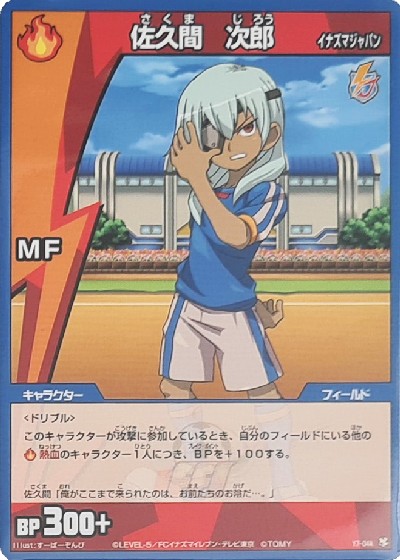 さくま じろう
佐久間 次郎
イナズマジャパン
MF
キャラクター
フィールド
<ドリブル>
このキャラクターが攻撃に参加しているとき、自分のフィールドにいる他の
熱血のキャラクター1人につき、BPを+100する。
佐久間「俺がここまで来られたのは、お前たちのお陰だ…。」
BP300+
Illust:すーぱーぞんび
©LEVEL-5/FCイナズマイレブン・テレビ東京 ©TOMY